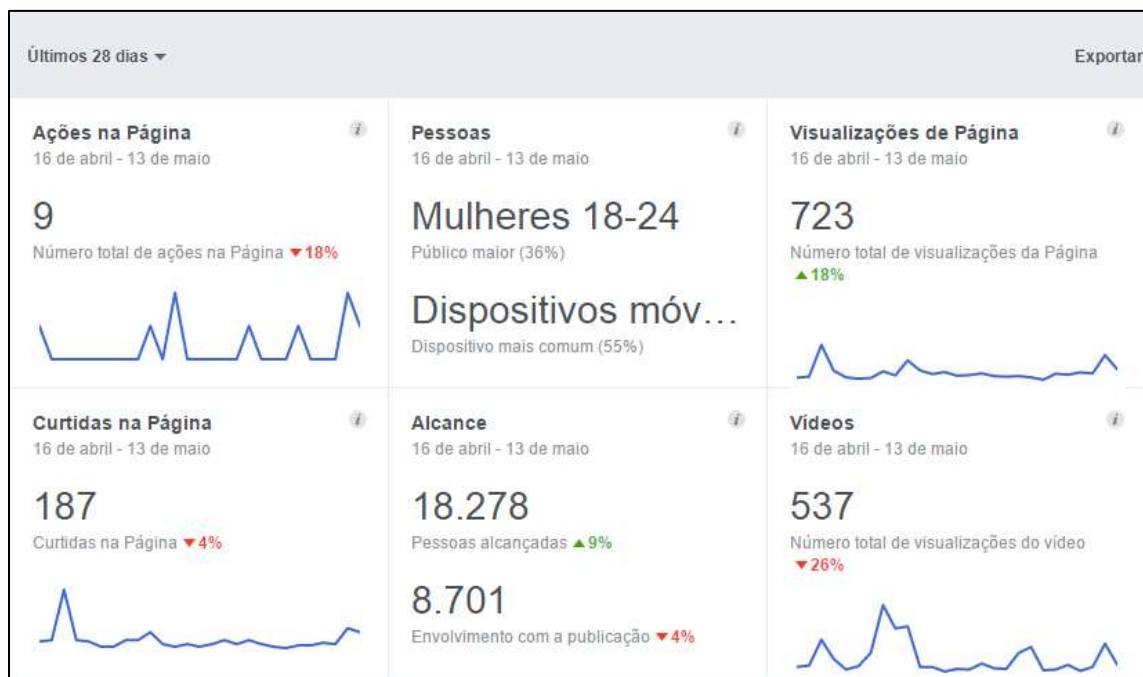 Últimos 28 dias
Exportar
Ações na Página
16 de abril - 13 de maio
9
Número total de ações na Página ▼18%
Pessoas
16 de abril - 13 de maio
Mulheres 18-24
Público maior (36%)
Dispositivos móv...
Dispositivo mais comum (55%)
Visualizações de Página
16 de abril - 13 de maio
723
Número total de visualizações da Página
▲18%
Curtidas na Página
16 de abril - 13 de maio
187
Curtidas na Página ▼4%
Alcance
16 de abril - 13 de maio
18.278
Pessoas alcançadas ▲9%
8.701
Envolvimento com a publicação ▼4%
Vídeos
16 de abril - 13 de maio
537
Número total de visualizações do vídeo
▼26%